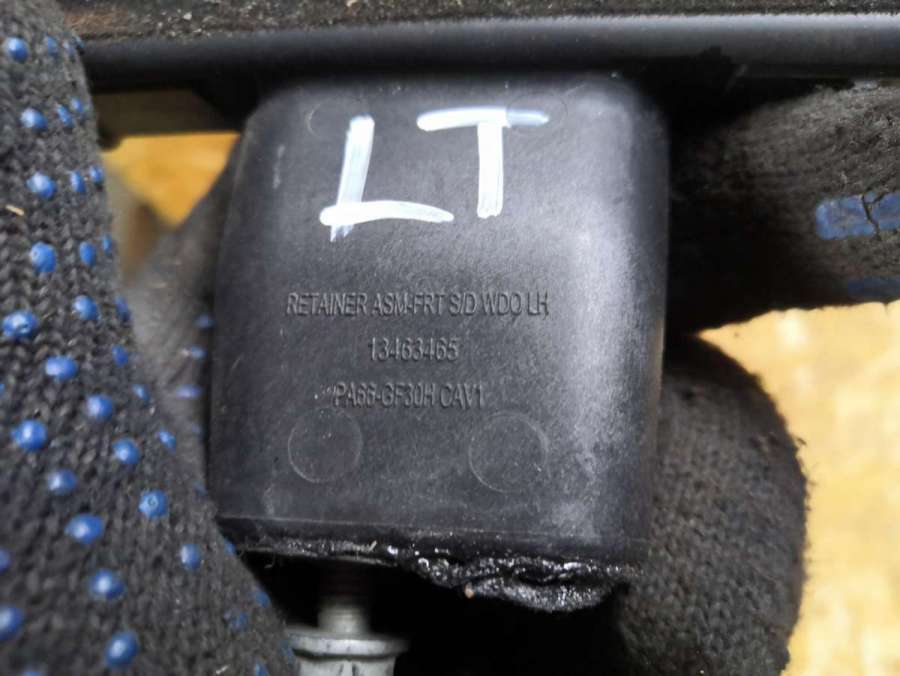 LT
RETAINER ASM-FRT S/D WDO LH
13463465
PA66-GF30H CAV1